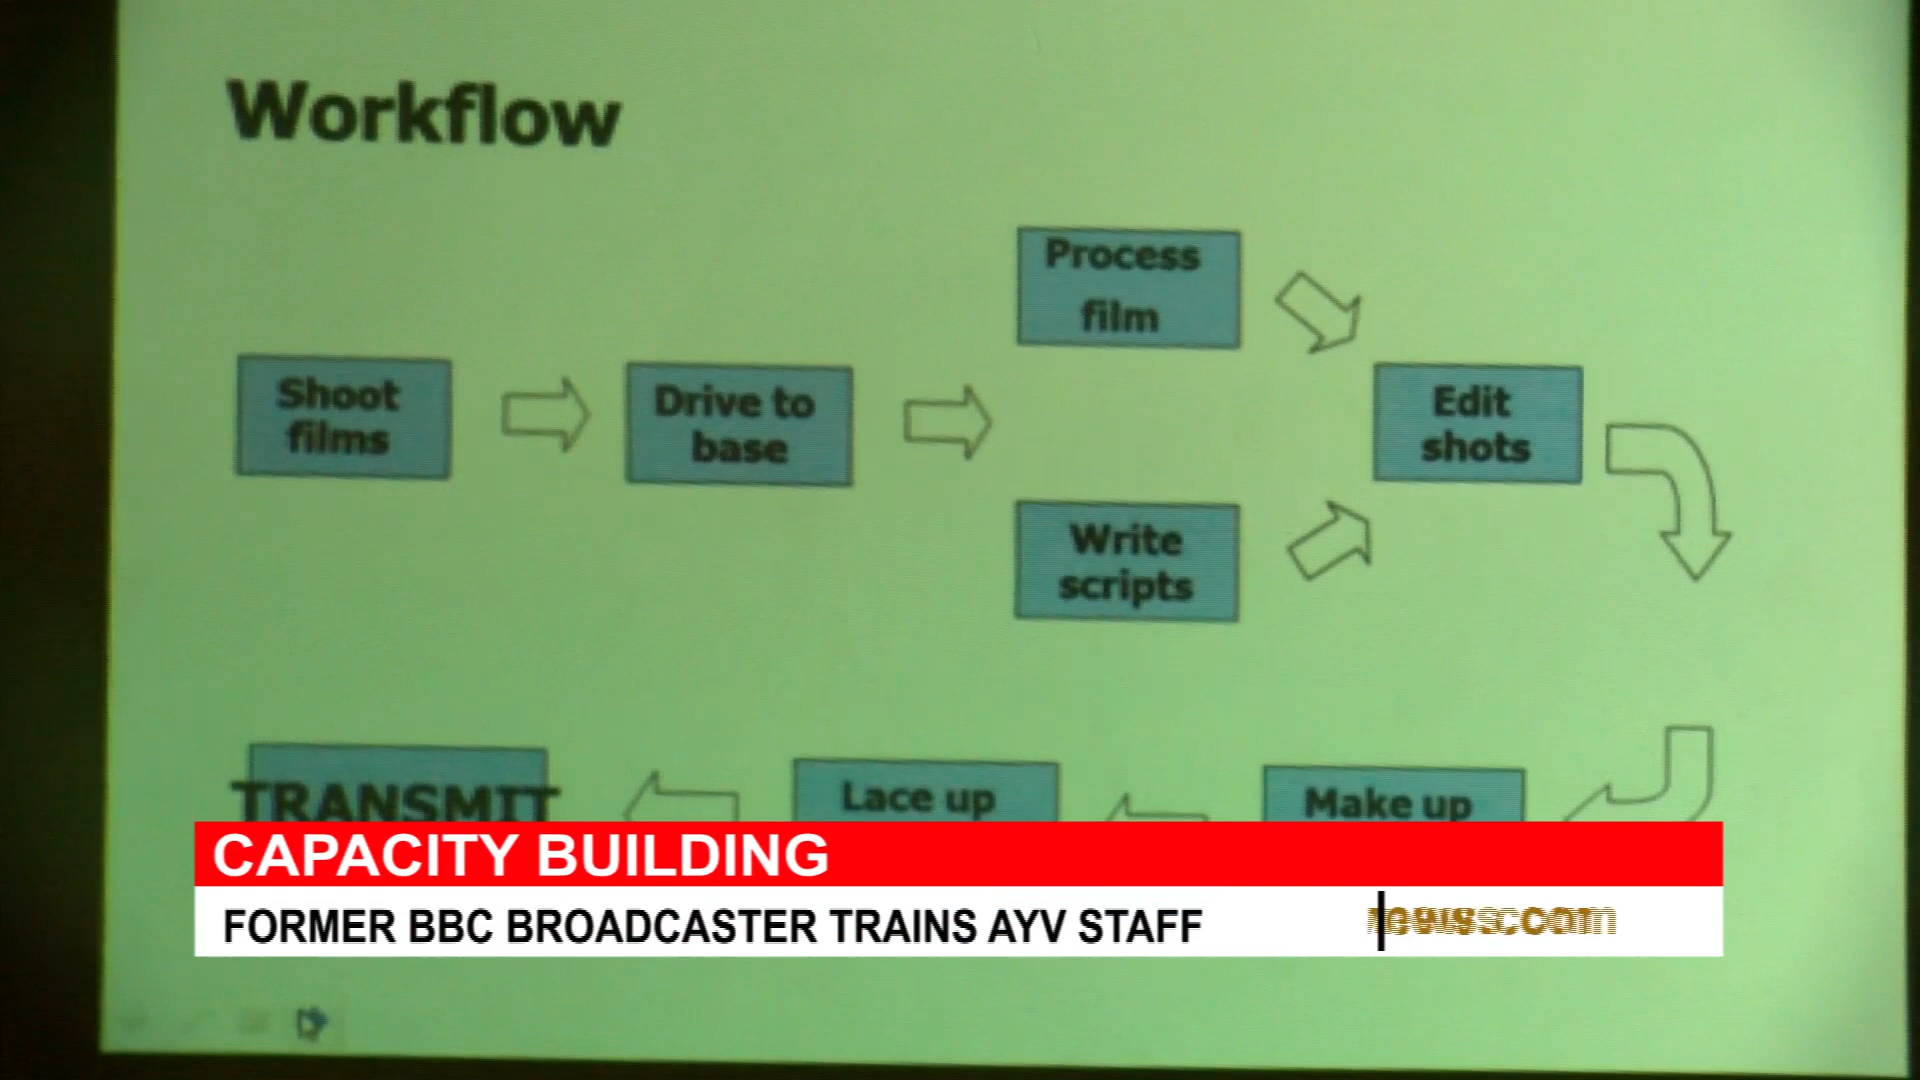 Workflow
Process
film
Shoot
films
Drive to
base
Edit
shots
Write
scripts
TRANSMIT
Lace up
Make up
CAPACITY BUILDING
FORMER BBC BROADCASTER TRAINS AYV STAFF